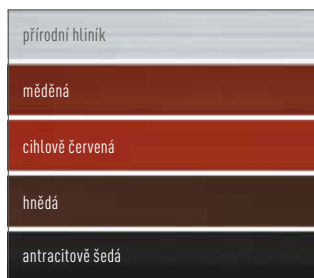 přírodní hliník
měděná
cihlově červená
hnědá
antracitově šedá